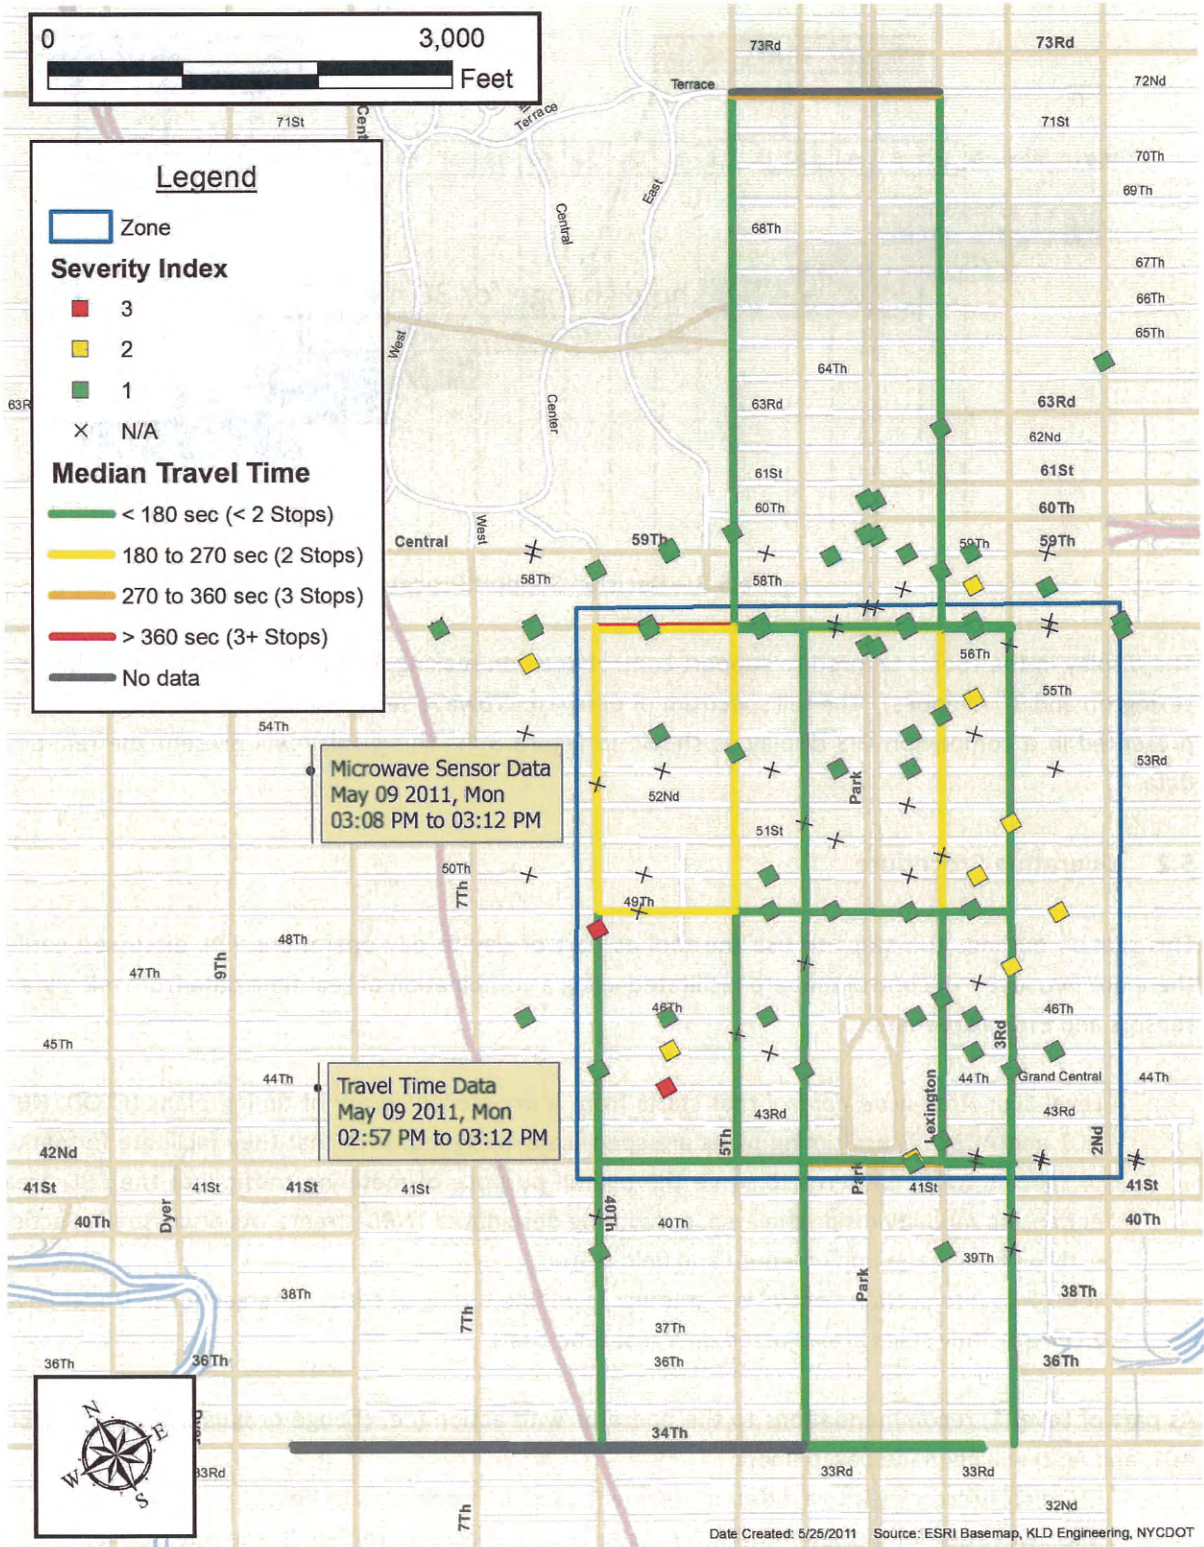 0 3,000
Feet
Legend
Zone
Severity Index
3
2
1
N/A
Median Travel Time
< 180 sec (< 2 Stops)
180 to 270 sec (2 Stops)
270 to 360 sec (3 Stops)
> 360 sec (3+ Stops)
No data
73Rd
73Rd
Terrace
72Nd
Terrace
71St
Cent
71St
70Th
69Th
East
Central
68Th
67Th
66Th
65Th
West
64Th
63R
Center
63Rd
63Rd
62Nd
61St
61St
60Th
60Th
Central
West
59Th
59Th
59Th
58Th
58Th
56Th
55Th
54Th
53Rd
Microwave Sensor Data
May 09 2011, Mon
03:08 PM to 03:12 PM
52Nd
Park
51St
50Th
7Th
49Th
48Th
47Th
9Th
46Th
46Th
3Rd
45Th
44Th
Travel Time Data
May 09 2011, Mon
02:57 PM to 03:12 PM
44Th
Grand Central
44Th
43Rd
43Rd
Lexington
5Th
2Nd
42Nd
41St
41St
41St
41St
Park
41St
41St
40Th
Dyer
40Th
40Th
40Th
39Th
Park
38Th
38Th
7Th
37Th
36Th
36Th
36Th
36Th
34Th
N
E
W
S
33Rd
33Rd
33Rd
7Th
32Nd
Date Created: 5/25/2011 Source: ESRI Basemap, KLD Engineering, NYCDOT